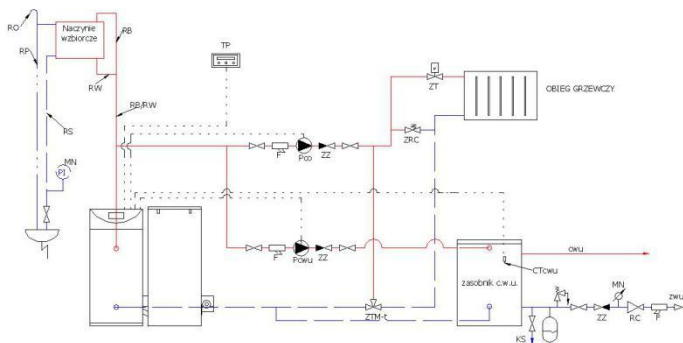 RO
Naczynie
wzbiorcze
RB
RP
TP
RW
ZT
OBIEG GRZEWCZY
RB/RW
RS
ZRC
MN
PI
F
Pco
ZZ
F
Pcwu
ZZ
cwu
CTcwu
zasobnik c.w.u.
MN
zwu
ZTM-t
KS
ZZ
RC
F